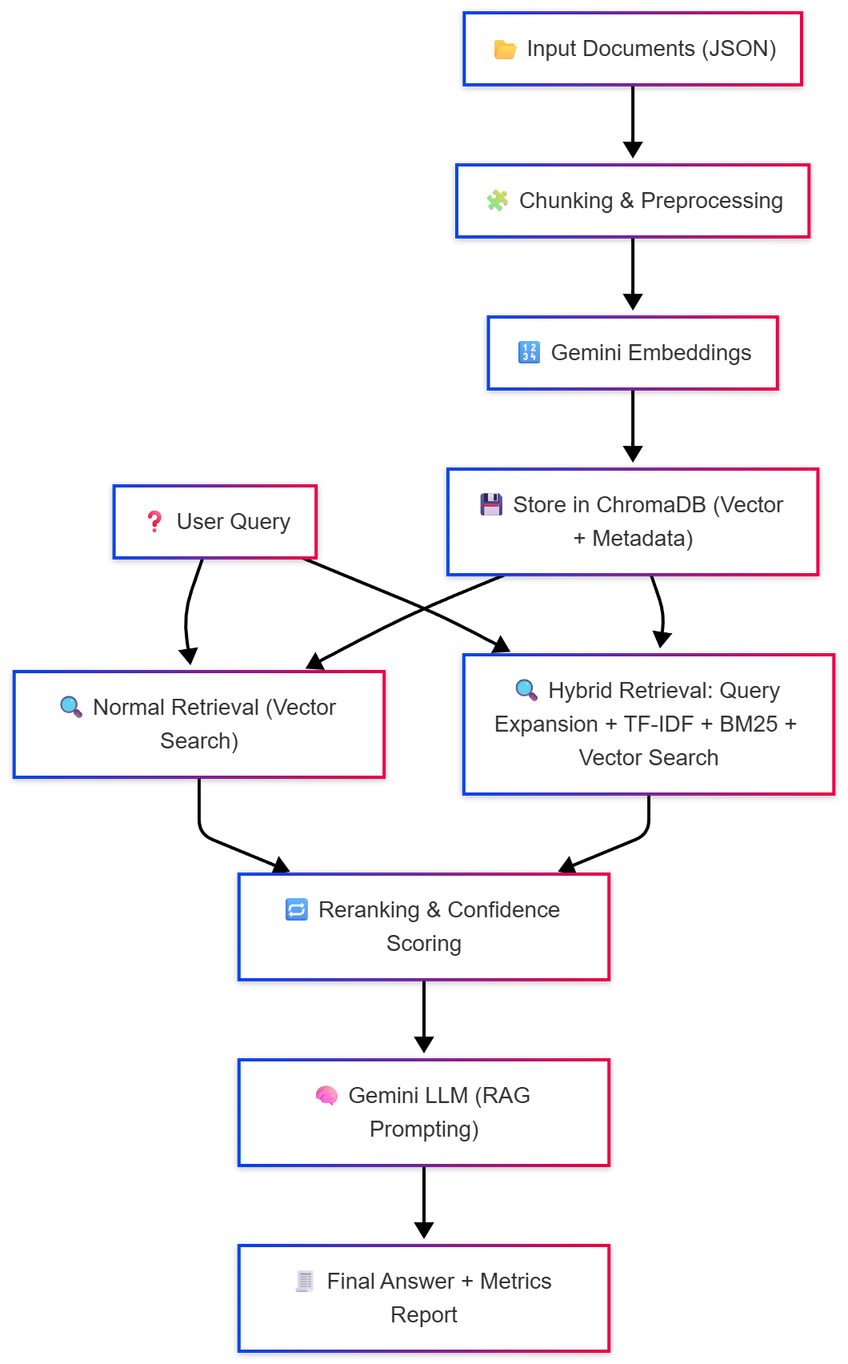 Input Documents (JSON)
Chunking & Preprocessing
Gemini Embeddings
Store in ChromaDB (Vector
+ Metadata)
User Query
Normal Retrieval (Vector
Search)
Hybrid Retrieval: Query
Expansion + TF-IDF + BM25 +
Vector Search
Reranking & Confidence
Scoring
Gemini LLM (RAG
Prompting)
Final Answer + Metrics
Report